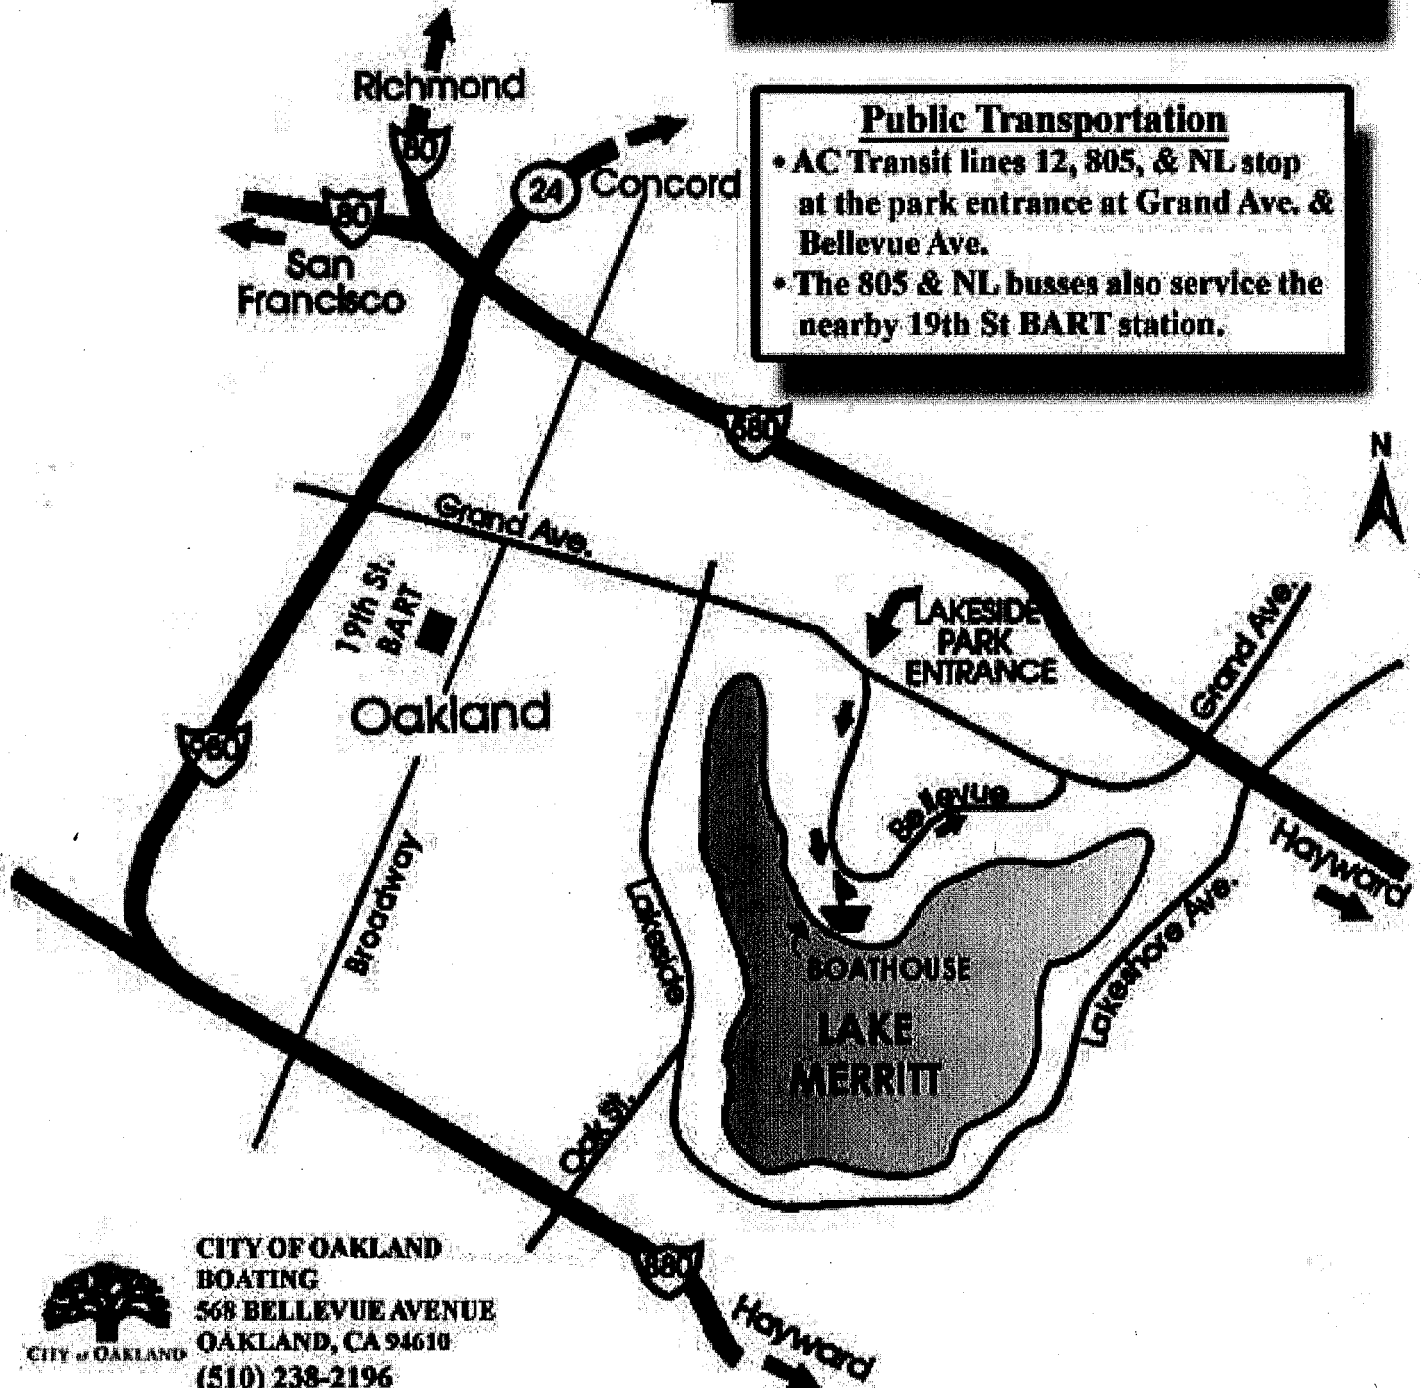 Richmond
80
Public Transportation
• AC Transit lines 12, 805, & NL stop
at the park entrance at Grand Ave. &
Bellevue Ave.
• The 805 & NL busses also service the
nearby 19th St BART station.
24
Concord
80
San
Francisco
N
Grand Ave.
19th St.
BART
LAKESIDE
PARK
ENTRANCE
Grand Ave.
Oakland
980
Bellevue
Hayward
Broadway
Lakeside
Lakeshore Ave.
BOATHOUSE
LAKE
MERRITT
Oak St.
880
Hayward
CITY OF OAKLAND
BOATING
568 BELLEVUE AVENUE
OAKLAND, CA 94610
(510) 238-2196
CITY of OAKLAND